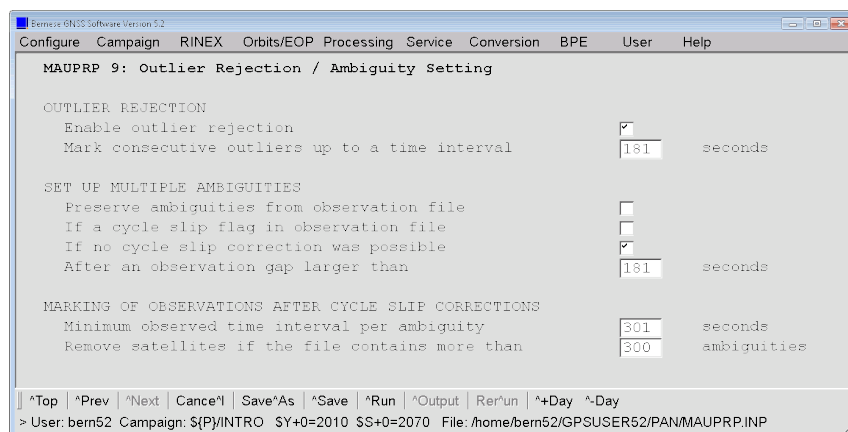 Bernese GNSS Software Version 5.2
Configure Campaign RINEX Orbits/EOP Processing Service Conversion BPE User Help
MAUPRP 9: Outlier Rejection / Ambiguity Setting
OUTLIER REJECTION
Enable outlier rejection
Mark consecutive outliers up to a time interval 181 seconds
SET UP MULTIPLE AMBIGUITIES
Preserve ambiguities from observation file
If a cycle slip flag in observation file
If no cycle slip correction was possible
After an observation gap larger than 181 seconds
MARKING OF OBSERVATIONS AFTER CYCLE SLIP CORRECTIONS
Minimum observed time interval per ambiguity 301 seconds
Remove satellites if the file contains more than 300 ambiguities
^Top | ^Prev | ^Next | Cance^l | Save^As | ^Save | ^Run | ^Output | Rer^un | ^+Day ^-Day
> User: bern52 Campaign: ${P}/INTRO $Y+0=2010 $S+0=2070 File: /home/bern52/GPSUSER52/PAN/MAUPRP.INP